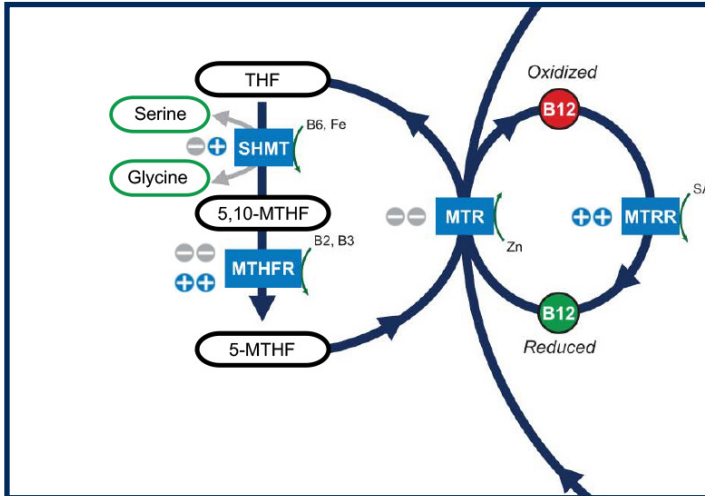 THF
Oxidized
Serine
B12
B6, Fe
SHMT
Glycine
5,10-MTHF
MTR
MTRR
SA
B2, B3
Zn
MTHFR
B12
Reduced
5-MTHF